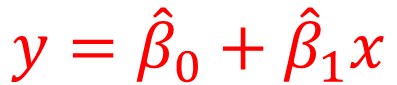 y = β̂₀ + β̂₁x